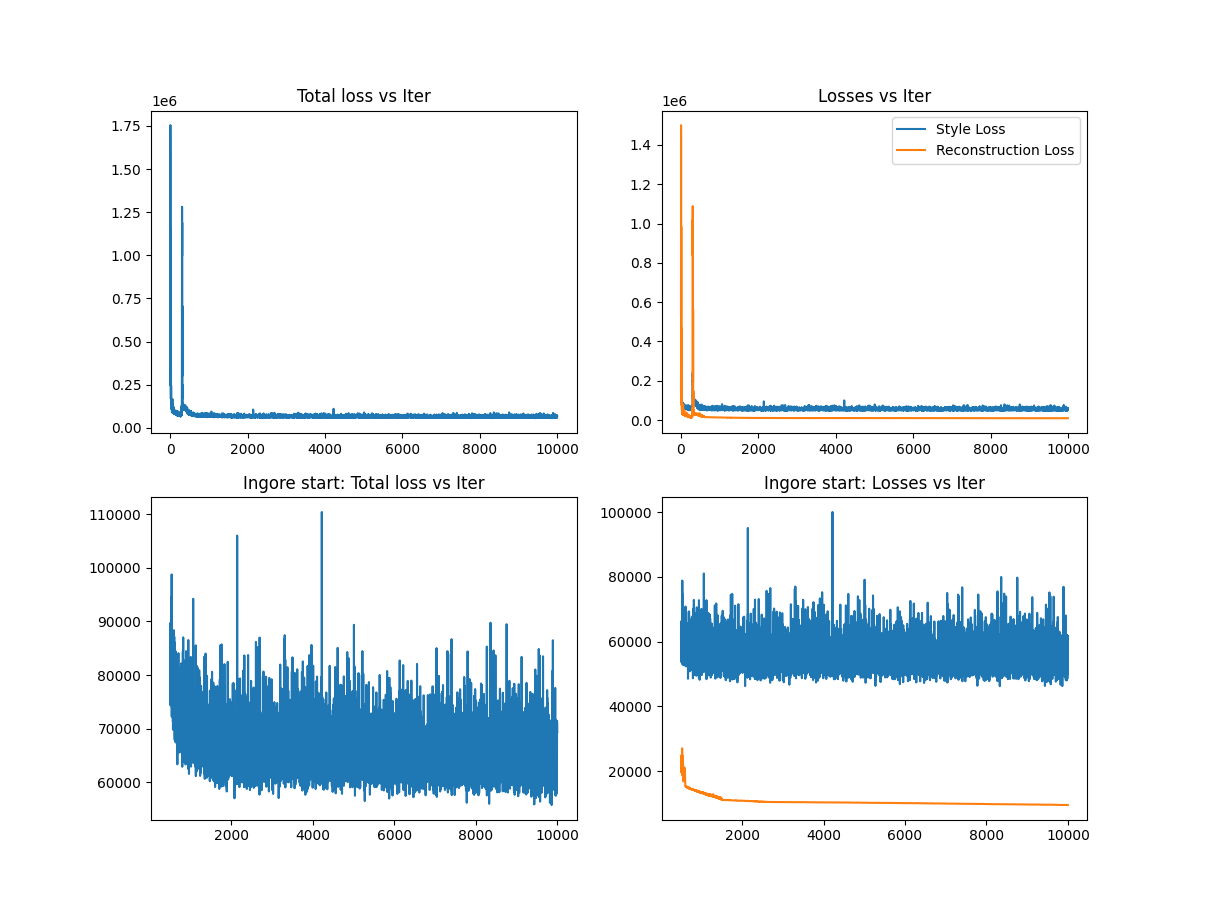 Total loss vs Iter
1e6
1.75
1.50
1.25
1.00
0.75
0.50
0.25
0.00
0 2000 4000 6000 8000 10000
Losses vs Iter
1e6
Style Loss
Reconstruction Loss
1.4
1.2
1.0
0.8
0.6
0.4
0.2
0.0
0 2000 4000 6000 8000 10000
Ingore start: Total loss vs Iter
110000
100000
90000
80000
70000
60000
2000 4000 6000 8000 10000
Ingore start: Losses vs Iter
100000
80000
60000
40000
20000
2000 4000 6000 8000 10000